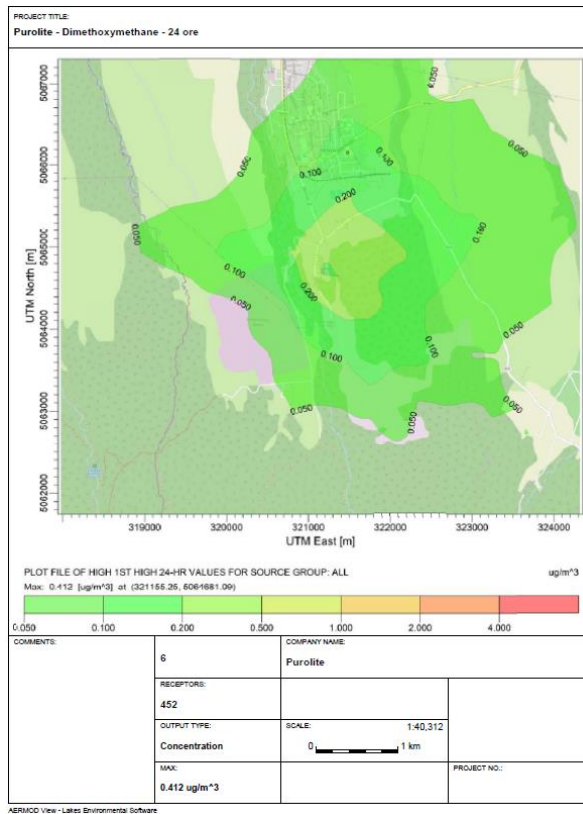 PROJECT TITLE:
Purolite - Dimethoxymethane - 24 ore
UTM North [m]
5087000
5066000
5065000
5064000
5063000
5062000
0.050
0.050
0.050
0.100
0.100
0.200
0.050
0.100
0.100
0.200
0.050
0.100
0.100
0.050
0.050
0.050
0.050
319000 320000 321000 322000 323000 324000
UTM East [m]
PLOT FILE OF HIGH 1ST HIGH 24-HR VALUES FOR SOURCE GROUP: ALL ug/m^3
Max: 0.412 [ug/m^3] at (321155.25, 5064681.09)
0.050 0.100 0.200 0.500 1.000 2.000 4.000
COMMENTS:
6
COMPANY NAME:
Purolite
RECEPTORS:
452
OUTPUT TYPE:
Concentration
SCALE: 1:40,312
0 1 km
MAX:
0.412 ug/m^3
PROJECT NO.:
AERMOD View - Lakes Environmental Software